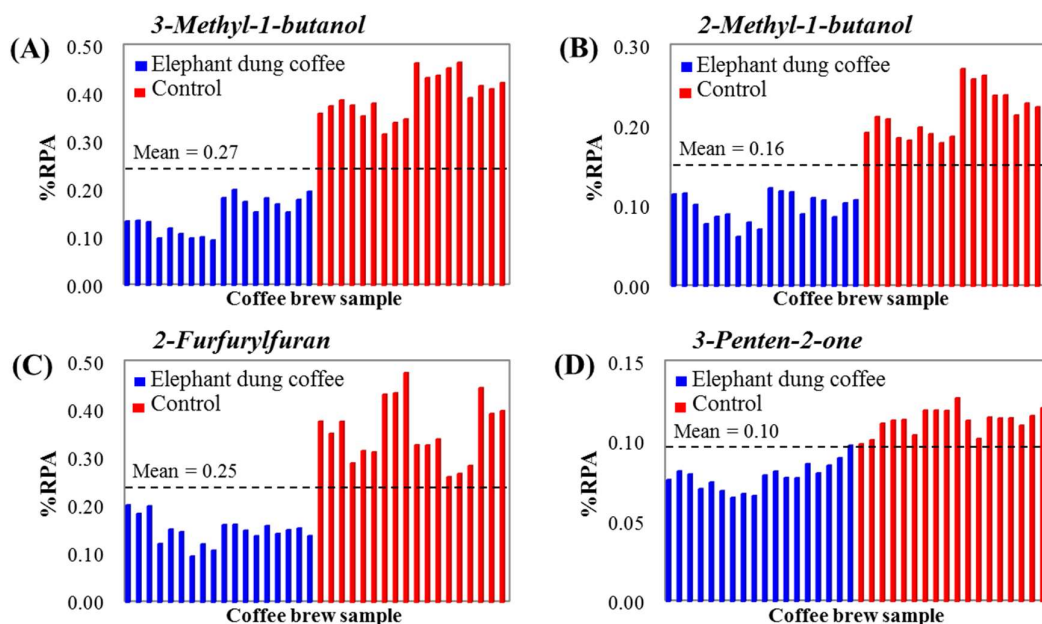 3-Methyl-1-butanol
(A)
0.50
0.40
0.30
0.20
0.10
0.00
%RPA
Elephant dung coffee
Control
Mean = 0.27
Coffee brew sample
2-Methyl-1-butanol
(B)
0.30
0.20
0.10
0.00
%RPA
Elephant dung coffee
Control
Mean = 0.16
Coffee brew sample
2-Furfurylfuran
(C)
0.50
0.40
0.30
0.20
0.10
0.00
%RPA
Elephant dung coffee
Control
Mean = 0.25
Coffee brew sample
3-Penten-2-one
(D)
0.15
0.10
0.05
0.00
%RPA
Elephant dung coffee
Control
Mean = 0.10
Coffee brew sample